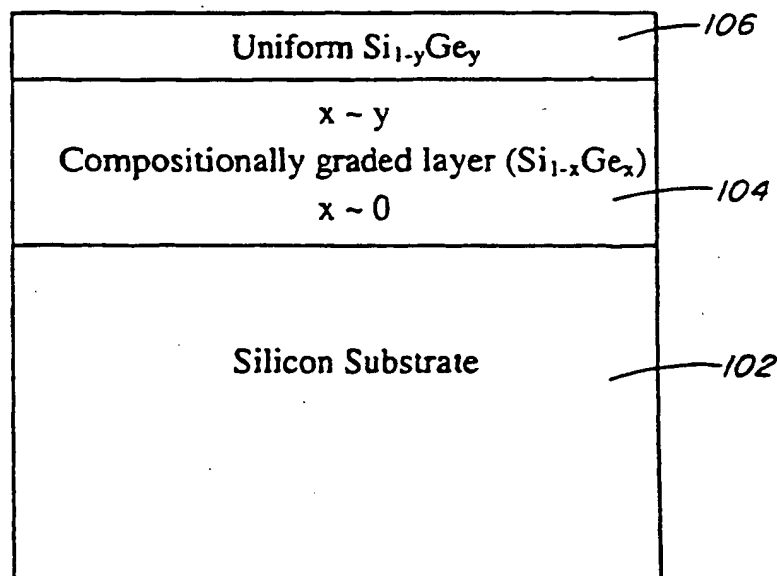 Uniform Si₁₋yGey
106
x ~ y
Compositionally graded layer (Si₁₋ₓGeₓ)
x ~ 0
104
Silicon Substrate
102